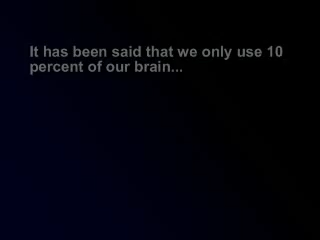 It has been said that we only use 10
percent of our brain...